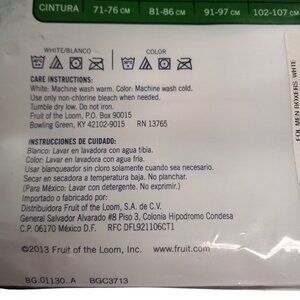 CINTURA 71-76 CM 81-86 CM 91-97 CM 102-107 CM
WHITE/BLANCO COLOR
CARE INSTRUCTIONS:
White: Machine wash warm. Color: Machine wash cold.
Use only non-chlorine bleach when needed.
Tumble dry low. Do not iron.
Fruit of the Loom, P.O. Box 90015
Bowling Green, KY 42102-9015 RN 13765
INSTRUCCIONES DE CUIDADO:
Blanco: Lavar en lavadora con agua tibia.
Color: Lavar en lavadora con agua fría.
Usar blanqueador sin cloro solamente cuando sea necesario.
Secar en secadora a temperatura baja. No planchar.
(Para México: Lavar con detergente. No exprimir.)
Importado y Distribuido por:
Distribuidora Fruit of the Loom, S.A. de C.V.
General Salvador Alvarado #8 Piso 3, Colonia Hipodromo Condesa
C.P. 06170 México D.F. RFC DFL921106CT1
©2013 Fruit of the Loom, Inc. www.fruit.com
BG.01130.A BGC3713
MEN BOXERS WHITE